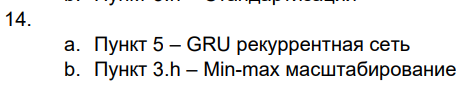 14.
a. Пункт 5 – GRU рекуррентная сеть
b. Пункт 3.h – Min-max масштабирование